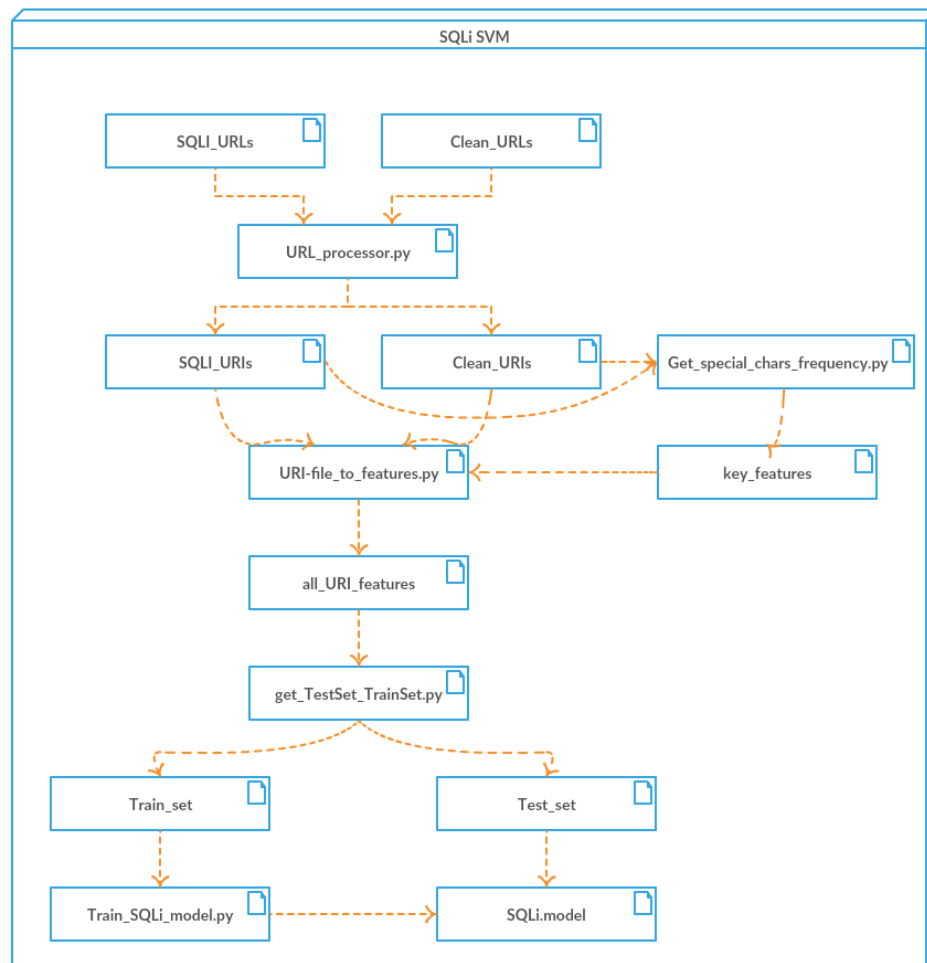 SQLi SVM
SQLI_URLs
Clean_URLs
URL_processor.py
SQLI_URIs
Clean_URIs
Get_special_chars_frequency.py
URI-file_to_features.py
key_features
all_URI_features
get_TestSet_TrainSet.py
Train_set
Test_set
Train_SQLi_model.py
SQLi.model